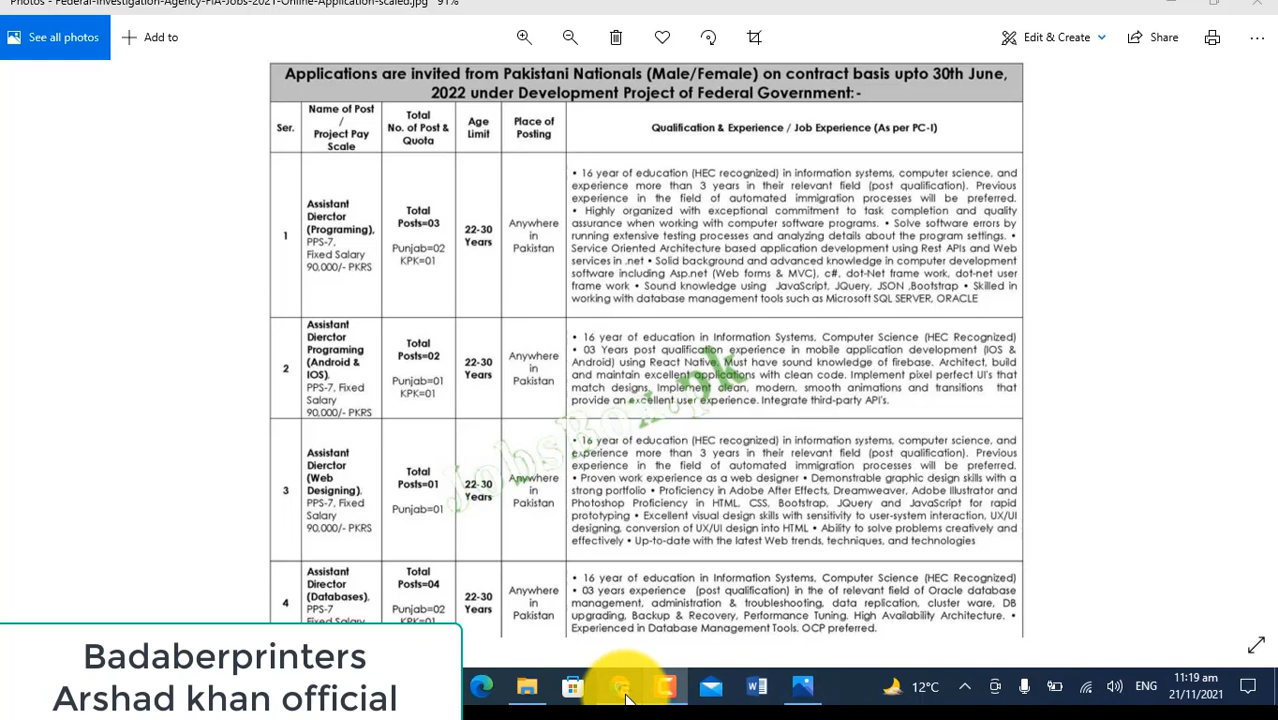 Photos - Federal-Investigation-Agency-FIA-Jobs-2021-Online-Application-scaled.jpg 91%
See all photos
Add to
Edit & Create
Share
Applications are invited from Pakistani Nationals (Male/Female) on contract basis upto 30th June,
2022 under Development Project of Federal Government:-
Ser.
Name of Post
/
Project Pay
Scale
Total
No. of Post &
Quota
Age
Limit
Place of
Posting
Qualification & Experience / Job Experience (As per PC-I)
1
Assistant
Dierctor
(Programing),
PPS-7,
Fixed Salary
90,000/- PKRS
Total
Posts=03
Punjab=02
KPK=01
22-30
Years
Anywhere
in
Pakistan
• 16 year of education (HEC recognized) in information systems, computer science, and
experience more than 3 years in their relevant field (post qualification). Previous
experience in the field of automated immigration processes will be preferred.
• Highly organized with exceptional commitment to task completion and quality
assurance when working with computer software programs. • Solve software errors by
running extensive testing processes and analyzing details about the program settings. •
Service Oriented Architecture based application development using Rest APIs and Web
services in .net • Solid background and advanced knowledge in computer development
software including Asp.net (Web forms & MVC), c#, dot-Net frame work, dot-net user
frame work • Sound knowledge using JavaScript, JQuery, JSON .Bootstrap • Skilled in
working with database management tools such as Microsoft SQL SERVER, ORACLE
2
Assistant
Dierctor
Programing
(Android &
IOS),
PPS-7, Fixed
Salary
90,000/- PKRS
Total
Posts=02
Punjab=01
KPK=01
22-30
Years
Anywhere
in
Pakistan
• 16 year of education in Information Systems, Computer Science (HEC Recognized)
• 03 Years post qualification experience in mobile application development (IOS &
Android) using React Native. Must have sound knowledge of firebase. Architect, build
and maintain excellent applications with clean code. Implement pixel perfect UI's that
match designs. Implement clean, modern, smooth animations and transitions that
provide an excellent user experience. Integrate third-party API's.
3
Assistant
Dierctor
(Web
Designing),
PPS-7, Fixed
Salary
90,000/- PKRS
Total
Posts=01
Punjab=01
22-30
Years
Anywhere
in
Pakistan
• 16 year of education (HEC recognized) in information systems, computer science, and
experience more than 3 years in their relevant field (post qualification). Previous
experience in the field of automated immigration processes will be preferred.
• Proven work experience as a web designer • Demonstrable graphic design skills with a
strong portfolio • Proficiency in Adobe After Effects, Dreamweaver, Adobe Illustrator and
Photoshop Proficiency in HTML, CSS, Bootstrap, JQuery and JavaScript for rapid
prototyping • Excellent visual design skills with sensitivity to user-system interaction, UX/UI
designing, conversion of UX/UI design into HTML • Ability to solve problems creatively and
effectively • Up-to-date with the latest Web trends, techniques, and technologies
4
Assistant
Director
(Databases),
PPS-7
Fixed Salary
Total
Posts=04
Punjab=02
KPK=01
22-30
Years
Anywhere
in
Pakistan
• 16 year of education in Information Systems, Computer Science (HEC Recognized)
• 03 years experience (post qualification) in the of relevant field of Oracle database
management, administration & troubleshooting, data replication, cluster ware, DB
upgrading, Backup & Recovery, Performance Tuning, High Availability Architecture. •
Experienced in Database Management Tools. OCP preferred.
JobsBox.pk
Badaberprinters
Arshad khan official
12°C
ENG
11:19 am
21/11/2021